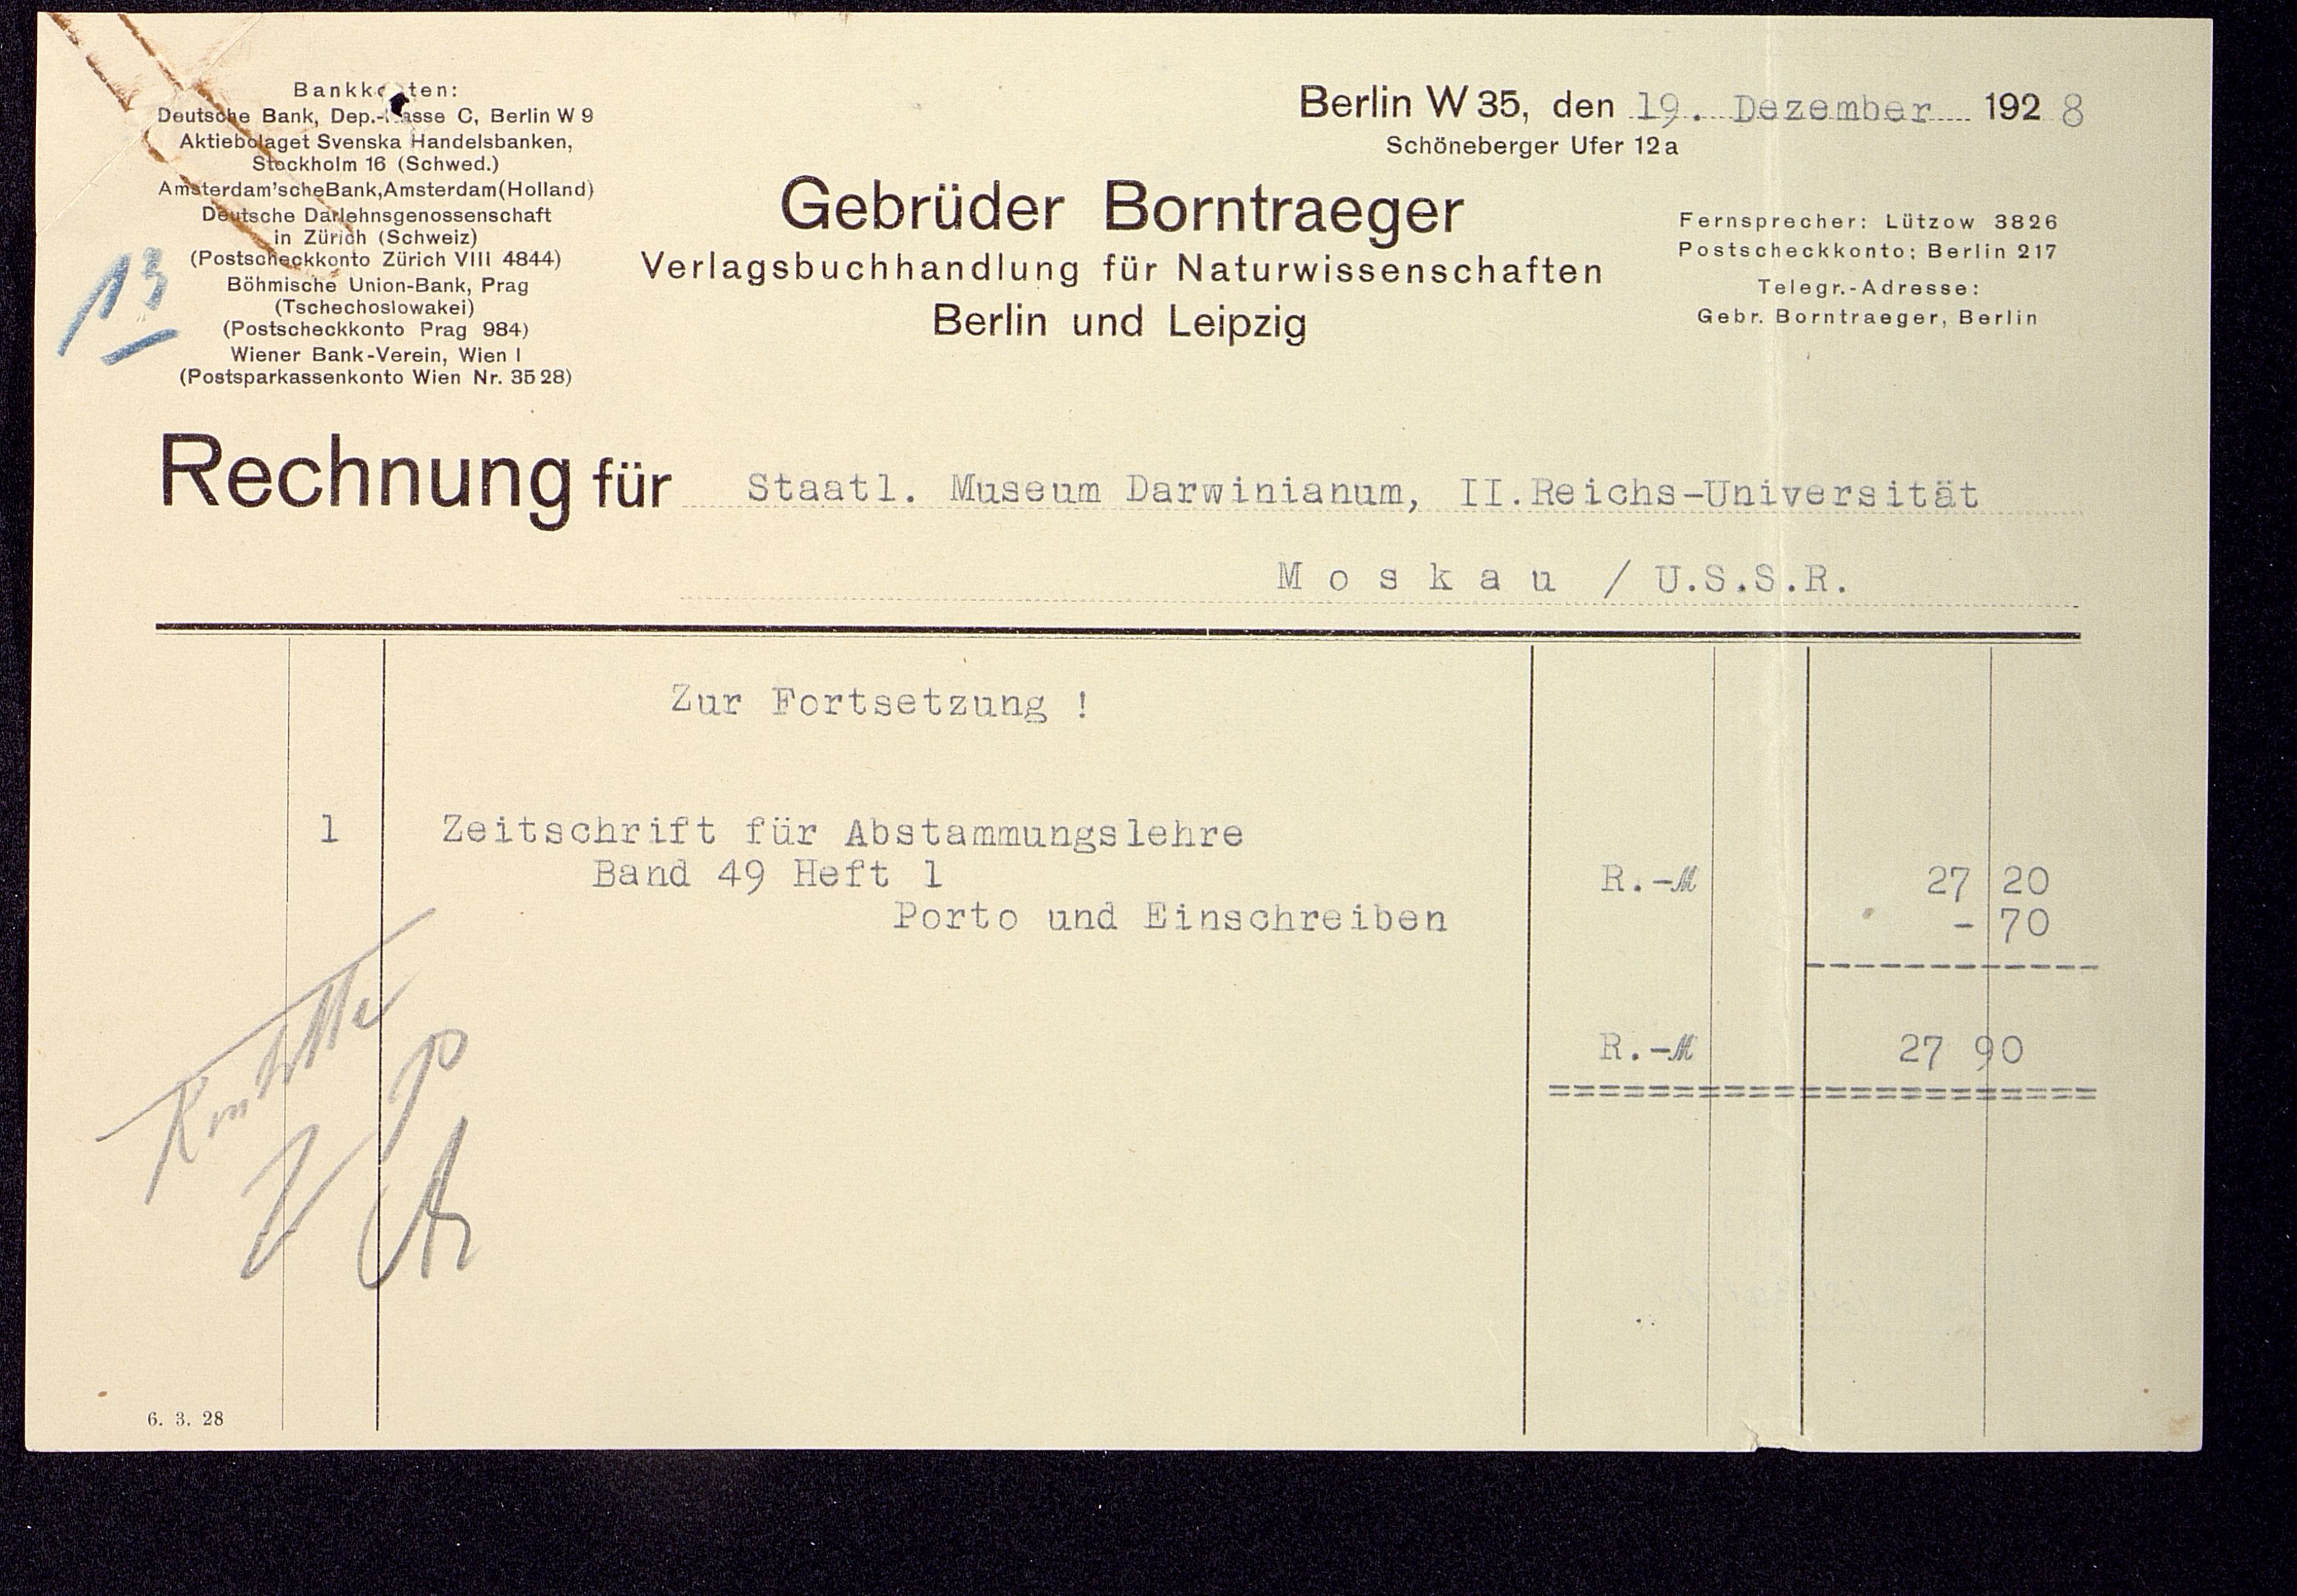 Bankkonten:
Deutsche Bank, Dep.-Kasse C, Berlin W 9
Aktiebolaget Svenska Handelsbanken,
Stockholm 16 (Schwed.)
Amsterdam'sche Bank, Amsterdam (Holland)
Deutsche Darlehnsgenossenschaft
in Zürich (Schweiz)
(Postscheckkonto Zürich VIII 4844)
Böhmische Union-Bank, Prag
(Tschechoslowakei)
(Postscheckkonto Prag 984)
Wiener Bank-Verein, Wien I
(Postsparkassenkonto Wien Nr. 35 28)
13
Berlin W 35, den 19. Dezember 1928
Schöneberger Ufer 12a
Gebrüder Borntraeger
Verlagsbuchhandlung für Naturwissenschaften
Berlin und Leipzig
Fernsprecher: Lützow 3826
Postscheckkonto: Berlin 217
Telegr.-Adresse:
Gebr. Borntraeger, Berlin
Rechnung für Staatl. Museum Darwinianum, II.Reichs-Universität
Moskau / U.S.S.R.
Zur Fortsetzung !
1 Zeitschrift für Abstammungslehre
Band 49 Heft 1 R.-M 27 20
Porto und Einschreiben - 70
R.-M 27 90
6. 3. 28